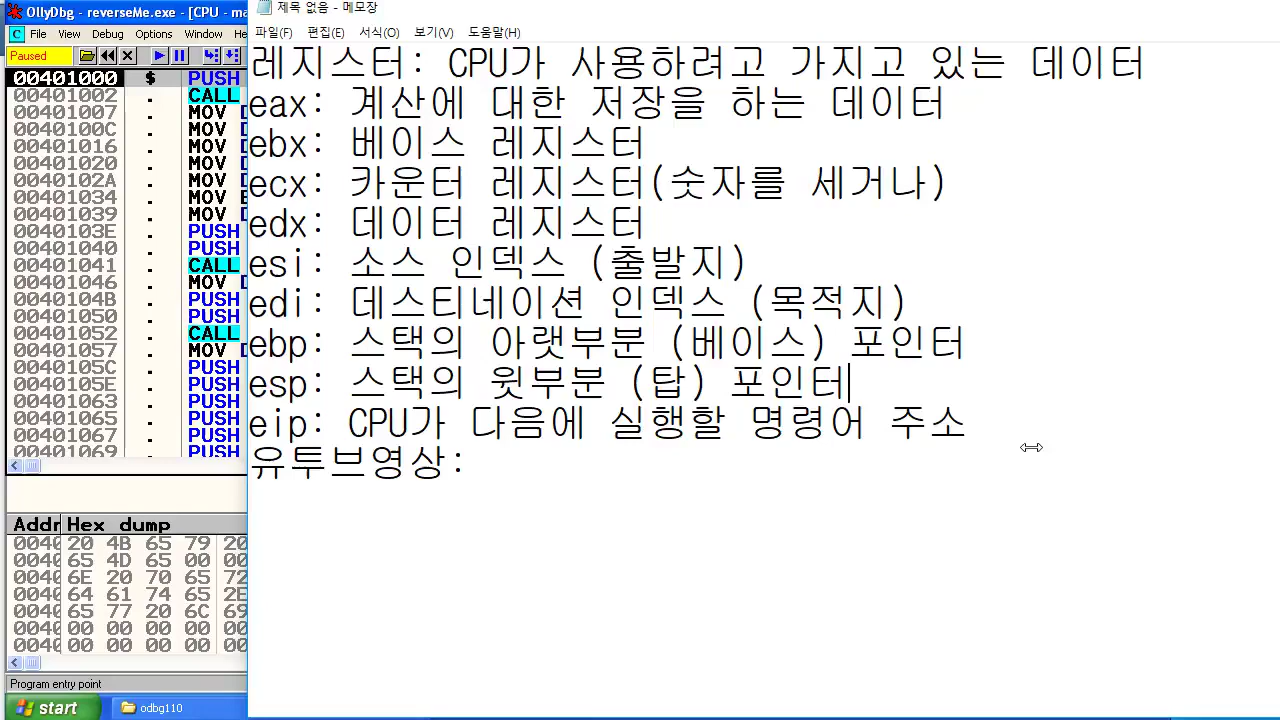 OllyDbg - reverseMe.exe - [CPU - ma
File View Debug Options Window He
Paused
00401000 $ PUSH
00401002 . CALL
00401007 . MOV D
0040100C . MOV D
00401016 . MOV D
00401020 . MOV D
0040102A . MOV D
00401034 . MOV E
00401039 . MOV D
0040103E . PUSH
00401040 . PUSH
00401041 . CALL
00401046 . MOV D
0040104B . PUSH
00401050 . PUSH
00401052 . CALL
00401057 . MOV D
0040105C . PUSH
0040105E . PUSH
00401063 . PUSH
00401065 . PUSH
00401067 . PUSH
00401069 . PUSH
Addr Hex dump
0040 20 4B 65 79 20
0040 65 4D 65 00 00
0040 6E 20 70 65 72
0040 64 61 74 65 2E
0040 65 77 20 6C 69
0040 00 00 00 00 00
0040 00 00 00 00 00
Program entry point
start odbg110
제목 없음 - 메모장
파일(F) 편집(E) 서식(O) 보기(V) 도움말(H)
레지스터: CPU가 사용하려고 가지고 있는 데이터
eax: 계산에 대한 저장을 하는 데이터
ebx: 베이스 레지스터
ecx: 카운터 레지스터(숫자를 세거나)
edx: 데이터 레지스터
esi: 소스 인덱스 (출발지)
edi: 데스티네이션 인덱스 (목적지)
ebp: 스택의 아랫부분 (베이스) 포인터
esp: 스택의 윗부분 (탑) 포인터
eip: CPU가 다음에 실행할 명령어 주소
유투브영상: